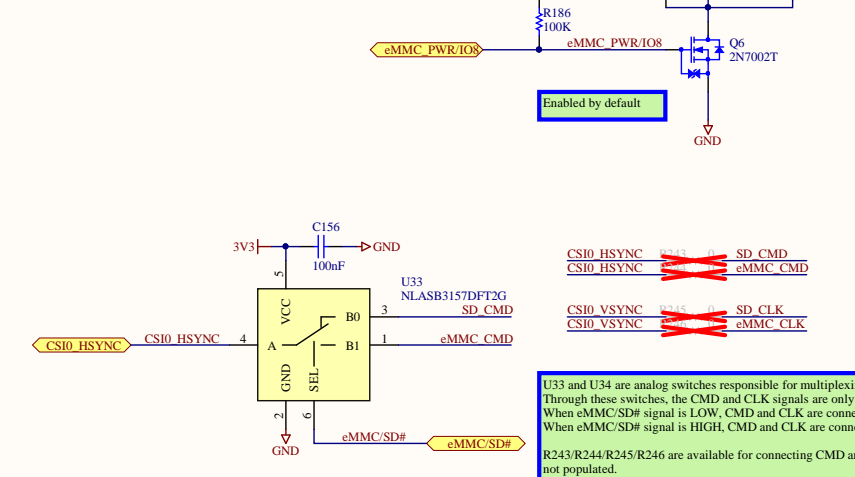 R186
100K
eMMC_PWR/IO8
eMMC_PWR/IO8
Q6
2N7002T
Enabled by default
GND
C156
3V3
GND
100nF
5
U33
NLASB3157DFT2G
VCC
B0
3
SD_CMD
CSI0_HSYNC
CSI0_HSYNC
4
A
B1
1
eMMC_CMD
GND
SEL
2
6
GND
eMMC/SD#
eMMC/SD#
CSI0_HSYNC R243 0 SD_CMD
CSI0_HSYNC eMMC_CMD
CSI0_VSYNC R245 0 SD_CLK
CSI0_VSYNC eMMC_CLK
U33 and U34 are analog switches responsible for multiplexi
Through these switches, the CMD and CLK signals are only
When eMMC/SD# signal is LOW, CMD and CLK are conne
When eMMC/SD# signal is HIGH, CMD and CLK are conn
R243/R244/R245/R246 are available for connecting CMD a
not populated.